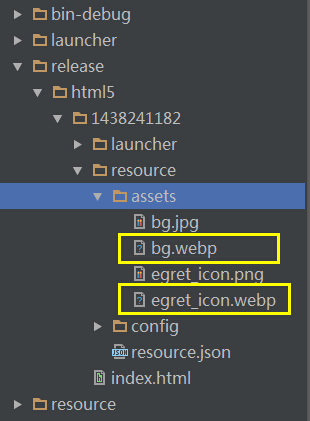 bin-debug
launcher
release
html5
1438241182
launcher
resource
assets
bg.jpg
bg.webp
egret_icon.png
egret_icon.webp
config
resource.json
index.html
resource